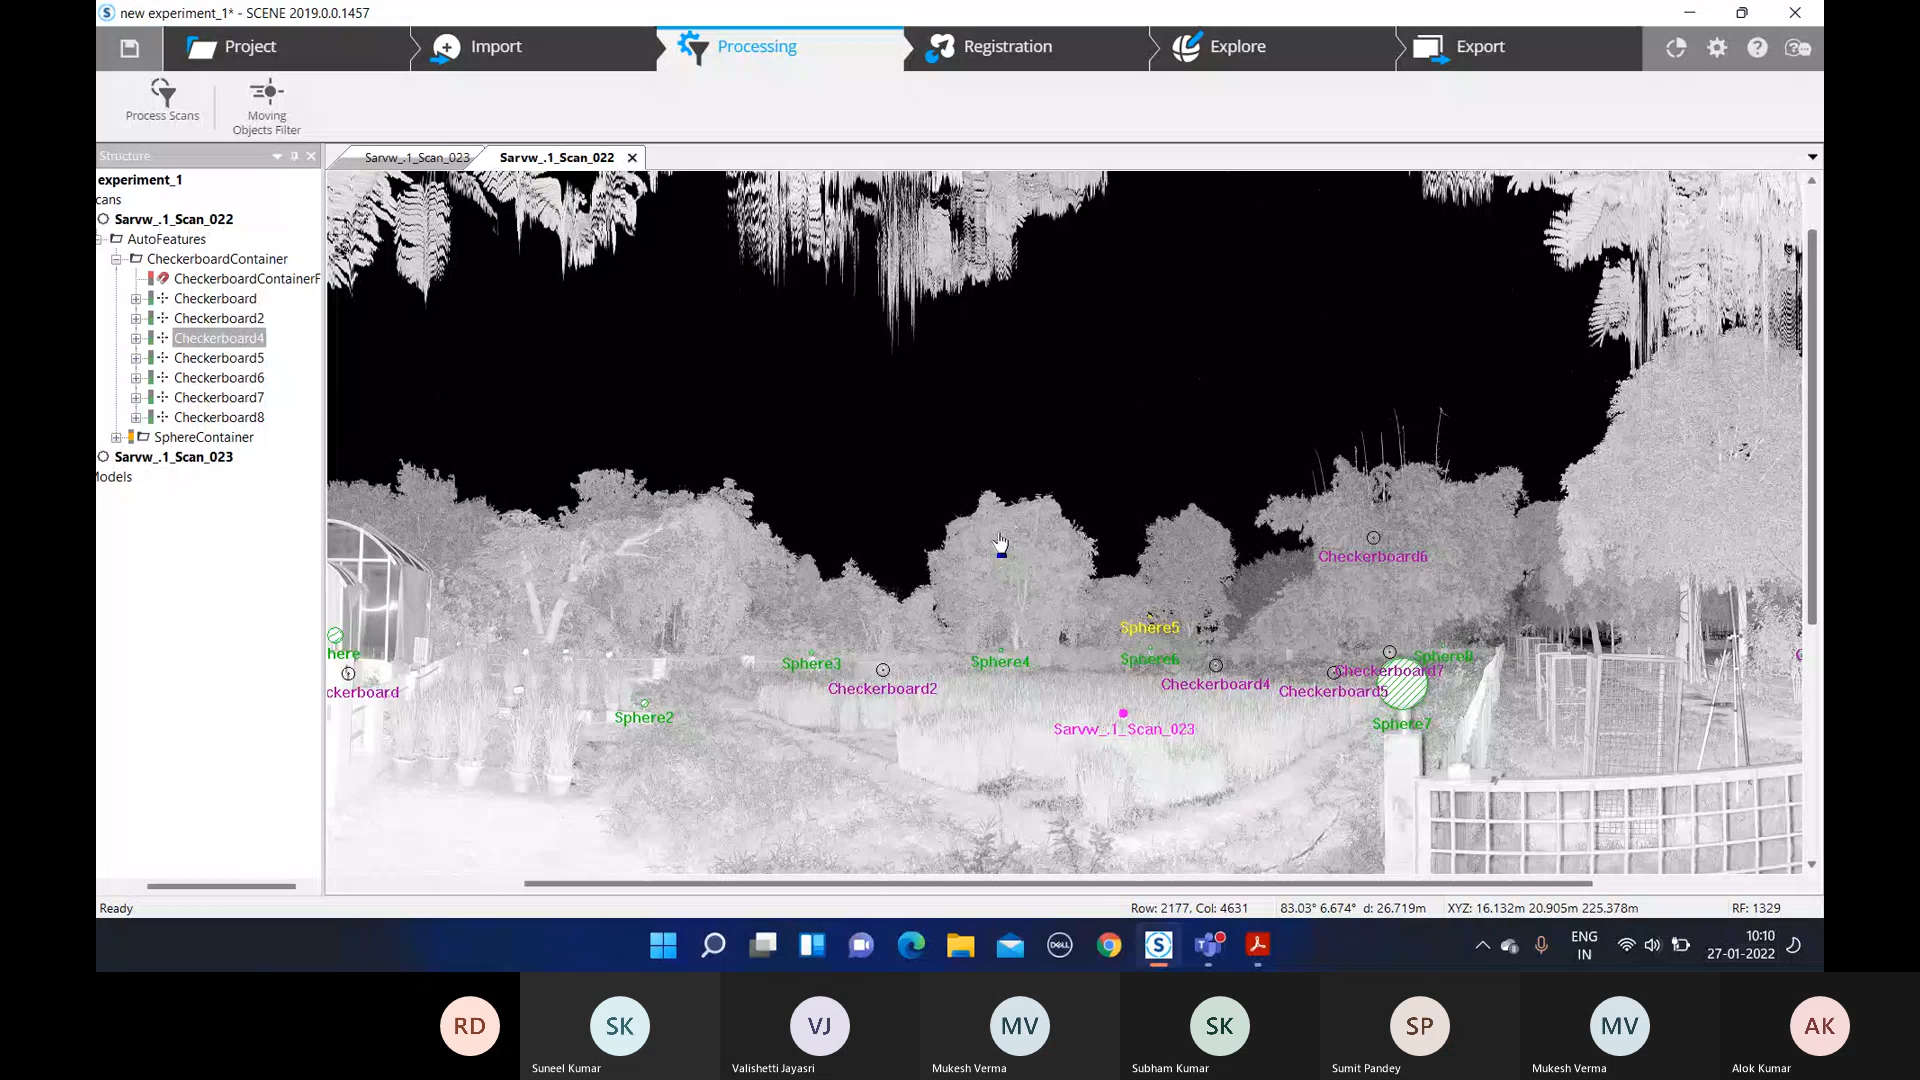 new experiment_1* - SCENE 2019.0.0.1457
Project
Import
Processing
Registration
Explore
Export
Process Scans
Moving
Objects Filter
Structure
Sarvw_.1_Scan_023
Sarvw_.1_Scan_022
experiment_1
cans
Sarvw_.1_Scan_022
AutoFeatures
CheckerboardContainer
CheckerboardContainerF
Checkerboard
Checkerboard2
Checkerboard4
Checkerboard5
Checkerboard6
Checkerboard7
Checkerboard8
SphereContainer
Sarvw_.1_Scan_023
Models
Checkerboard6
Sphere5
here
Sphere3
Sphere4
Sphere6
Sphere8
Checkerboard7
ckerboard
Checkerboard2
Checkerboard4
Checkerboard5
Sphere2
Sphere7
Sarvw_.1_Scan_023
Ready
Row: 2177, Col: 4631
83.03° 6.674° d: 26.719m
XYZ: 16.132m 20.905m 225.378m
RF: 1329
DELL
ENG
IN
10:10
27-01-2022
RD
SK
VJ
MV
SK
SP
MV
AK
Suneel Kumar
Valishetti Jayasri
Mukesh Verma
Subham Kumar
Sumit Pandey
Mukesh Verma
Alok Kumar